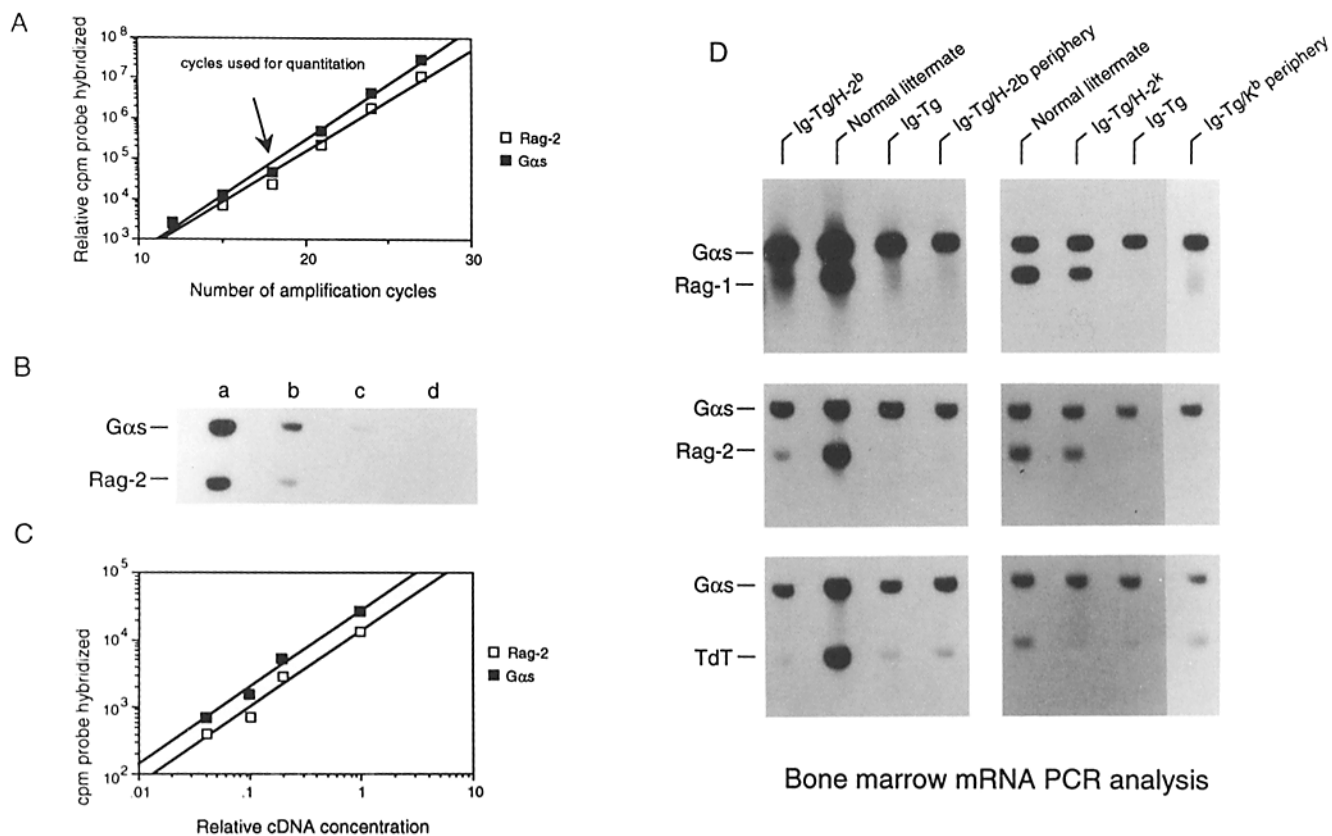 A
Relative cpm probe hybridized
10^8
10^7
10^6
10^5
10^4
10^3
cycles used for quantitation
Rag-2
Gαs
10
20
30
Number of amplification cycles
B
a b c d
Gαs
Rag-2
C
cpm probe hybridized
10^5
10^4
10^3
10^2
Rag-2
Gαs
.01
.1
1
10
Relative cDNA concentration
D
Ig-Tg/H-2^b
Normal littermate
Ig-Tg
Ig-Tg/H-2b periphery
Normal littermate
Ig-Tg/H-2^k
Ig-Tg
Ig-Tg/K^b periphery
Gαs
Rag-1
Gαs
Rag-2
Gαs
TdT
Bone marrow mRNA PCR analysis